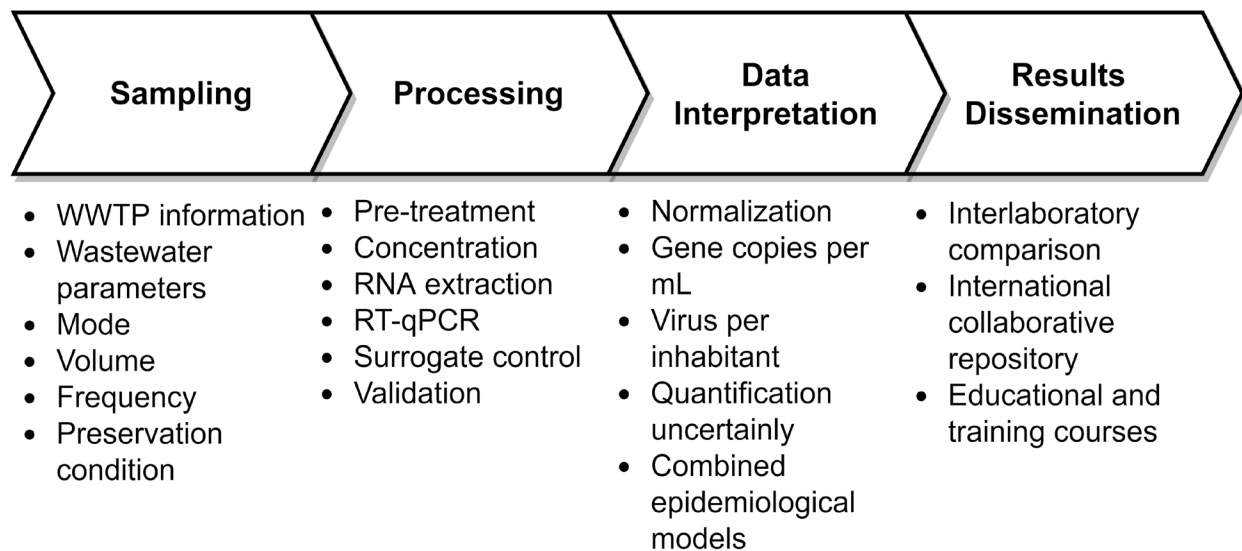 Sampling
Processing
Data
Interpretation
Results
Dissemination
• WWTP information
• Wastewater
parameters
• Mode
• Volume
• Frequency
• Preservation
condition
• Pre-treatment
• Concentration
• RNA extraction
• RT-qPCR
• Surrogate control
• Validation
• Normalization
• Gene copies per
mL
• Virus per
inhabitant
• Quantification
uncertainly
• Combined
epidemiological
models
• Interlaboratory
comparison
• International
collaborative
repository
• Educational and
training courses